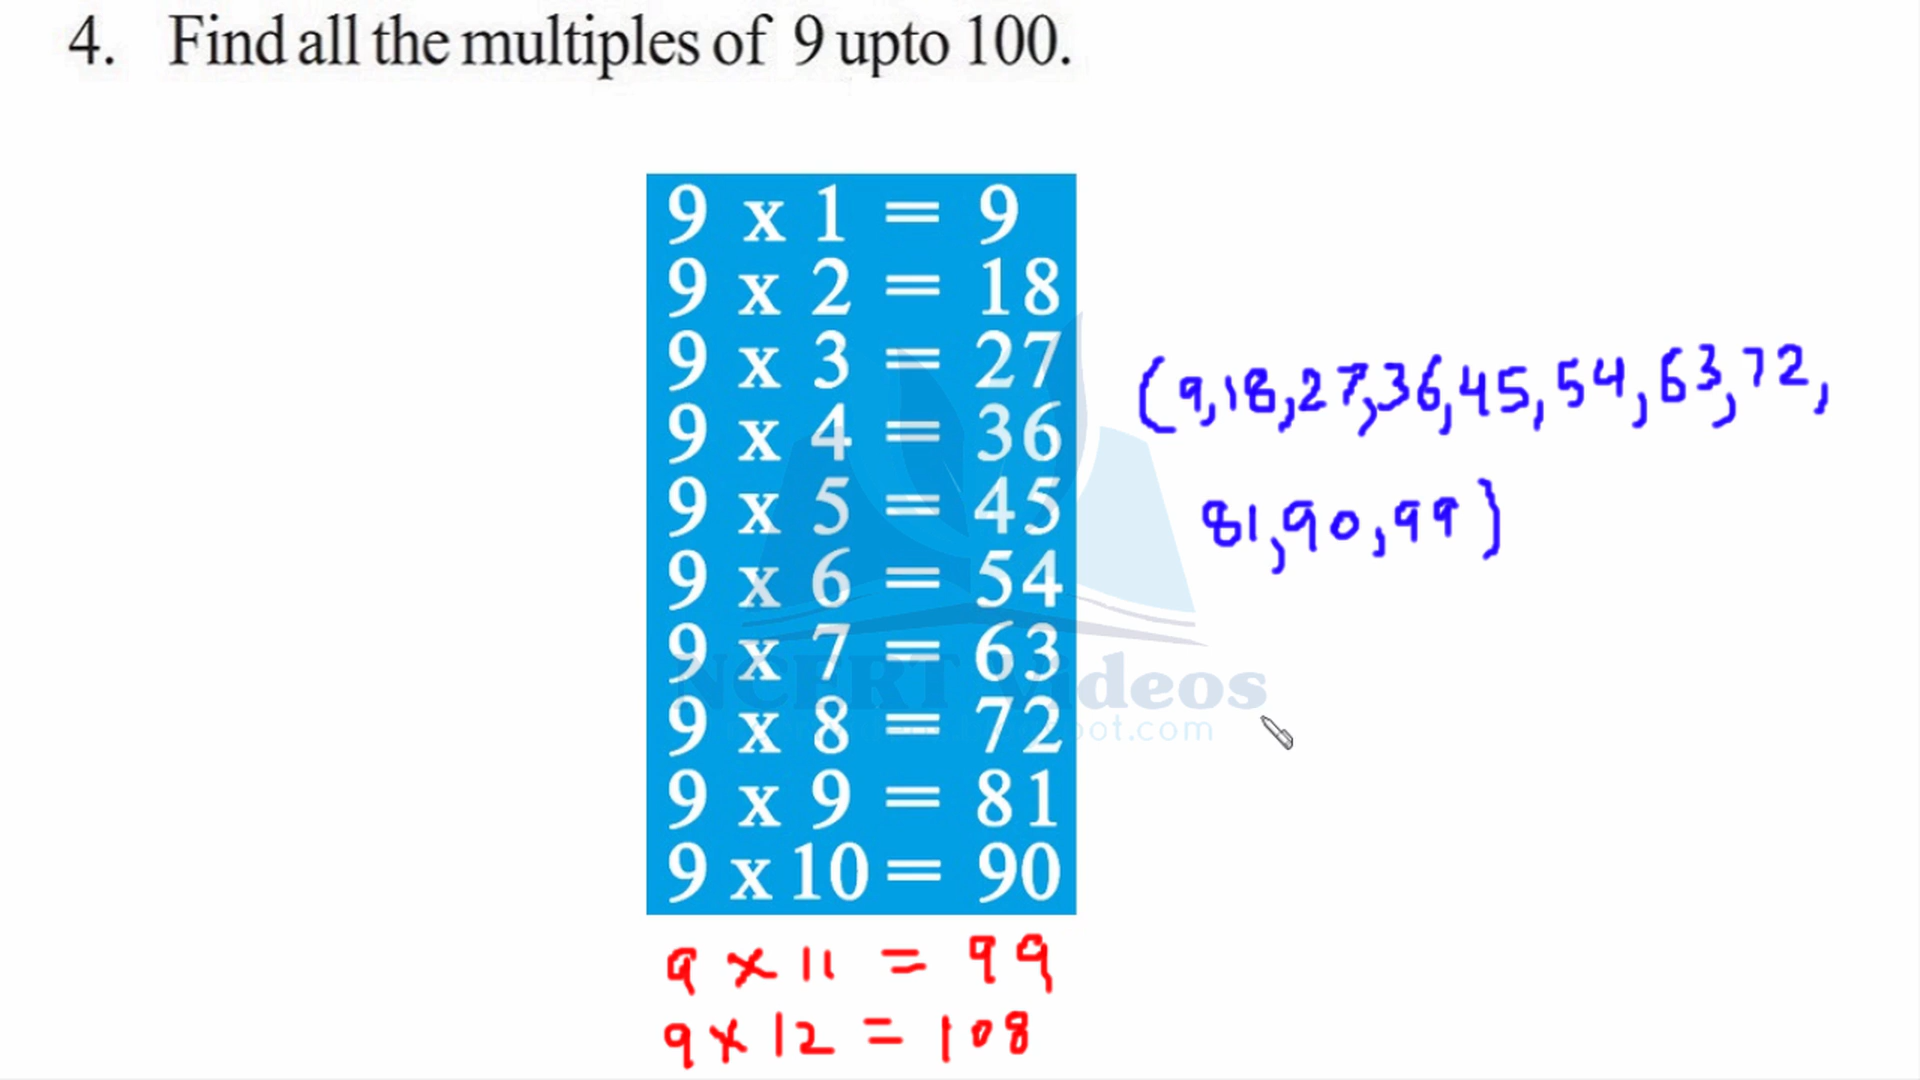 4. Find all the multiples of 9 upto 100.
9 x 1 = 9
9 x 2 = 18
9 x 3 = 27
9 x 4 = 36
9 x 5 = 45
9 x 6 = 54
9 x 7 = 63
9 x 8 = 72
9 x 9 = 81
9 x 10 = 90
9 x 11 = 99
9 x 12 = 108
(9,18,27,36,45,54,63,72,
81,90,99)
NCERT Videos